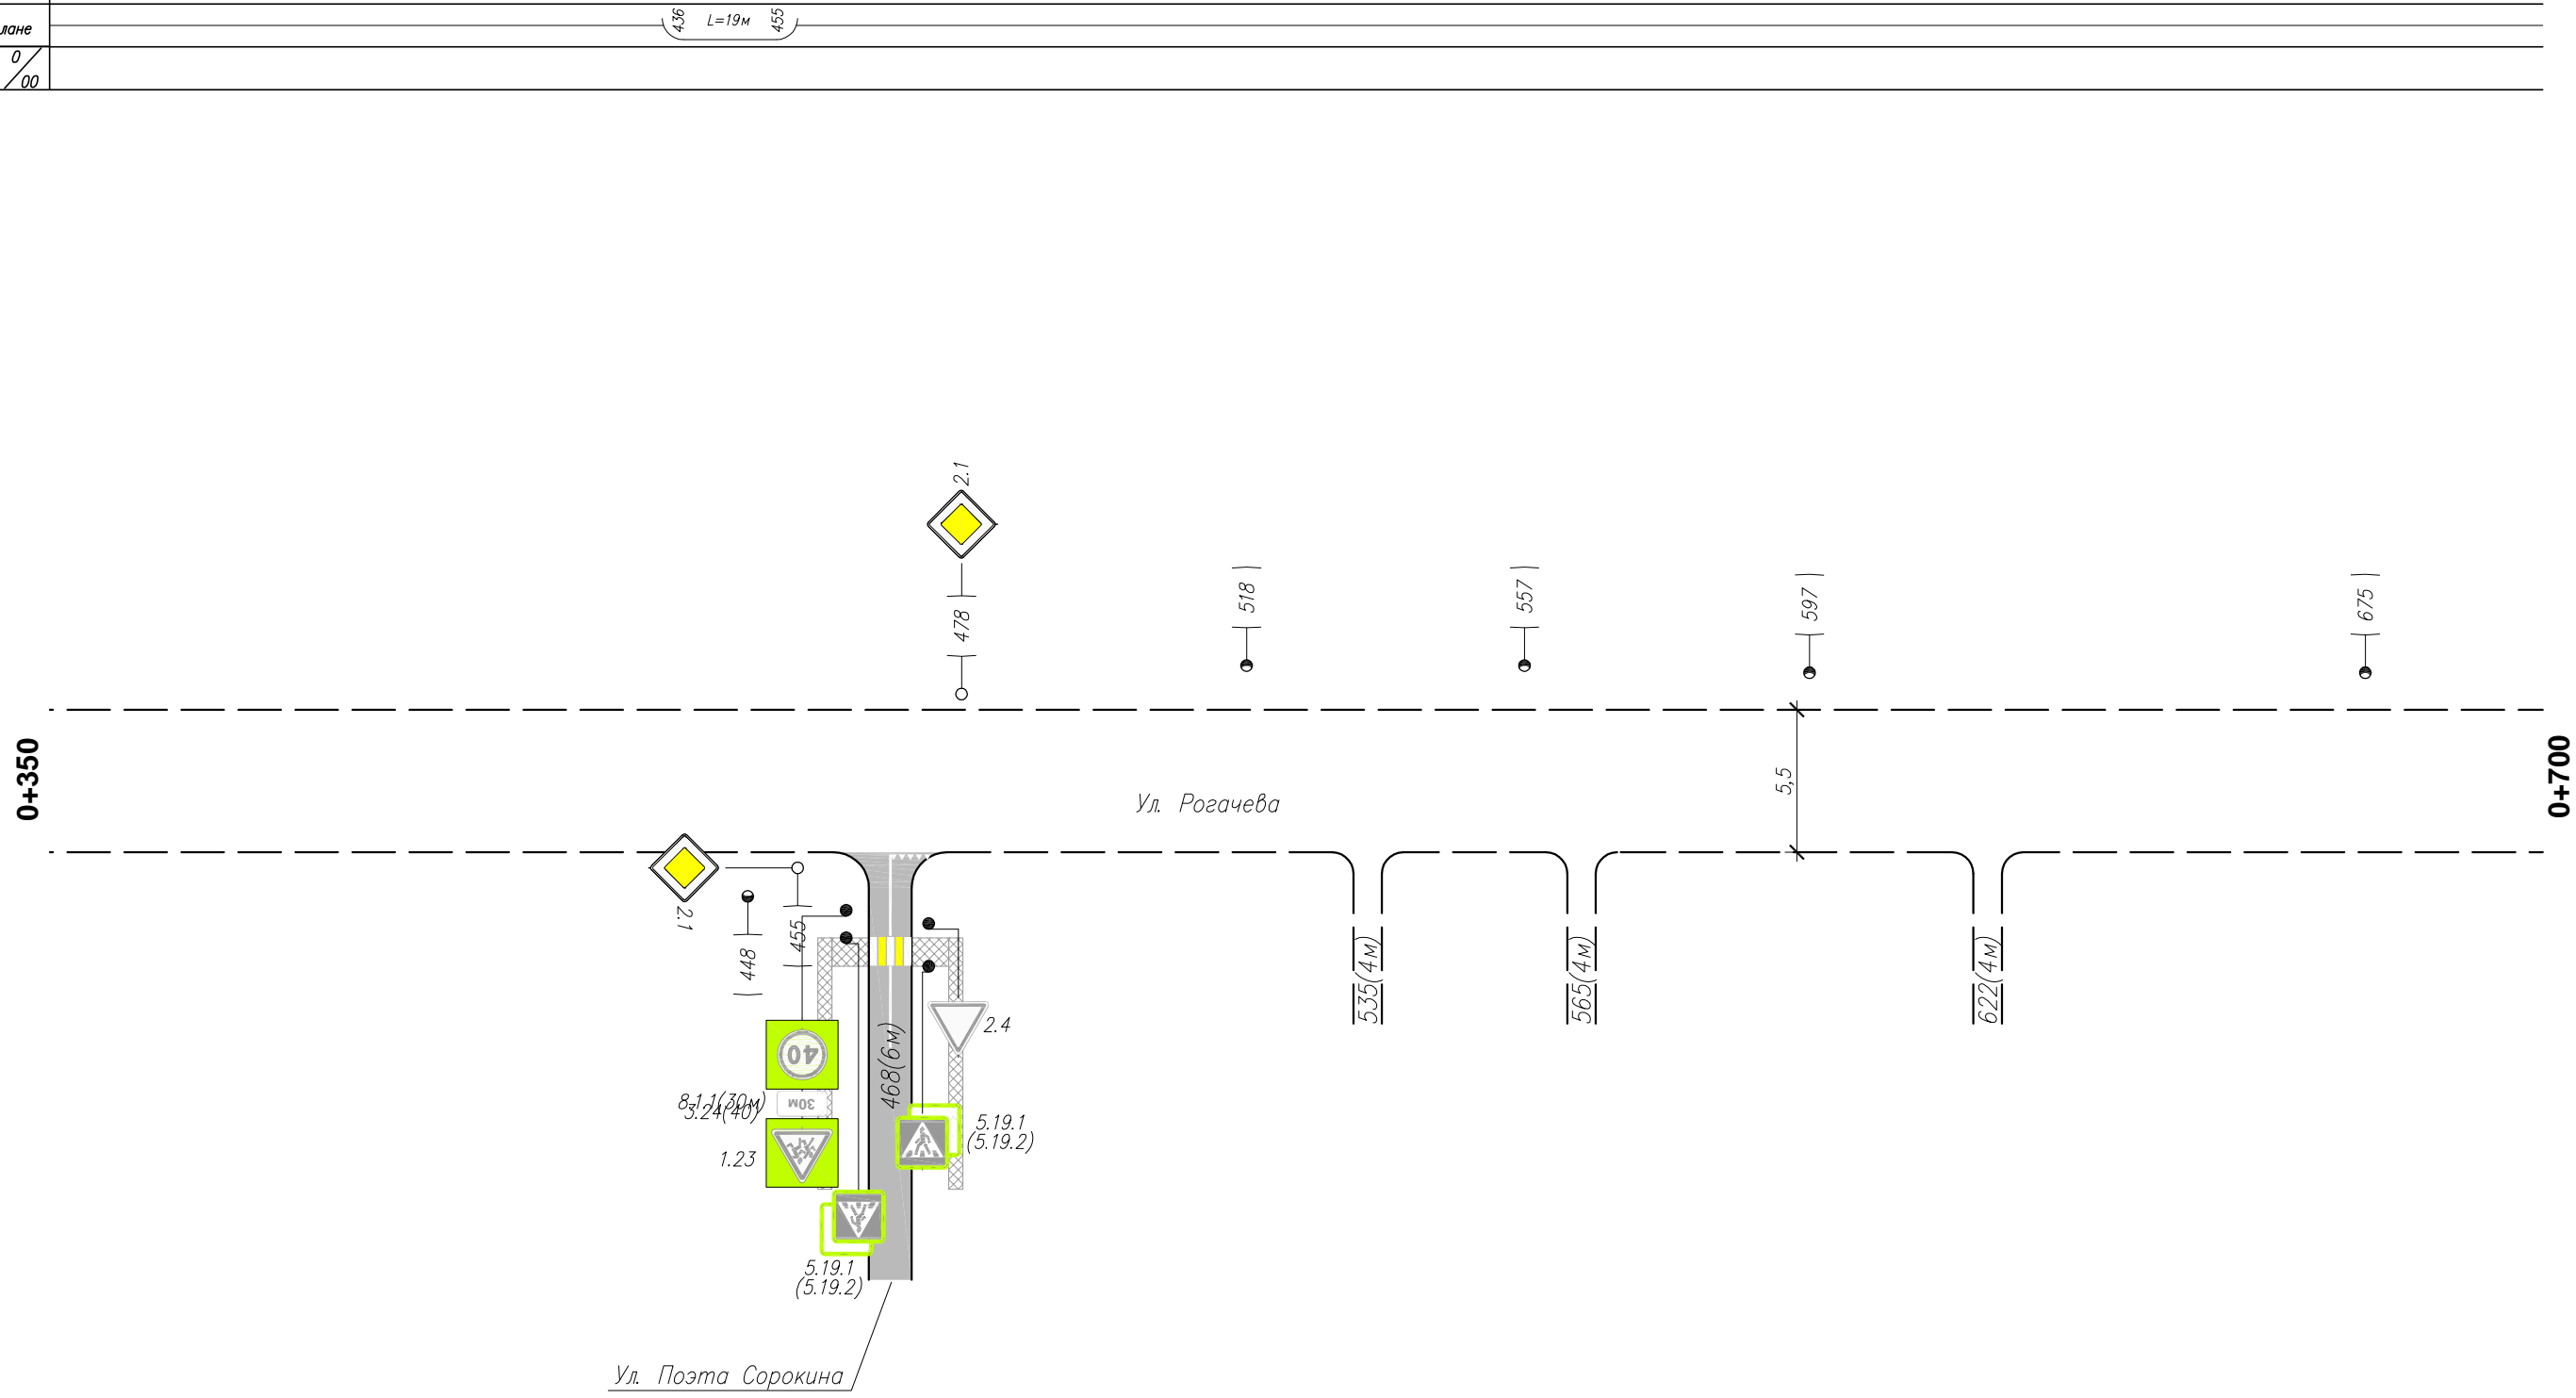 лане
436 L=19м 455
0/00
2.1
478
518
557
597
675
0+350
0+700
5,5
Ул. Рогачева
2.1
448
455
535(4м)
565(4м)
622(4м)
468(6м)
2.4
40
8.1.1(30м)
3.24(40)
30м
1.23
5.19.1
(5.19.2)
5.19.1
(5.19.2)
Ул. Поэта Сорокина